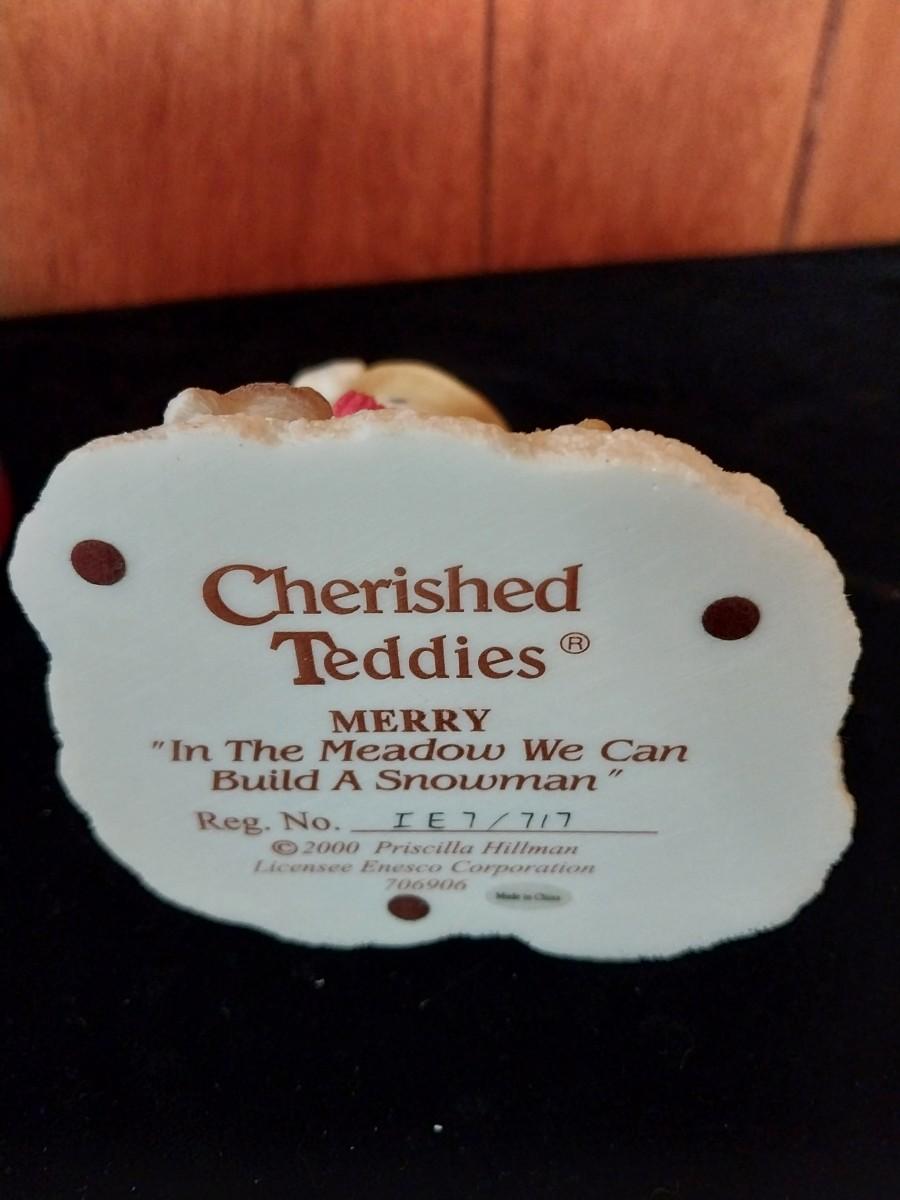 Cherished
Teddies®
MERRY
"In The Meadow We Can
Build A Snowman"
Reg. No. IE7/717
©2000 Priscilla Hillman
Licensee Enesco Corporation
706906
Made in China